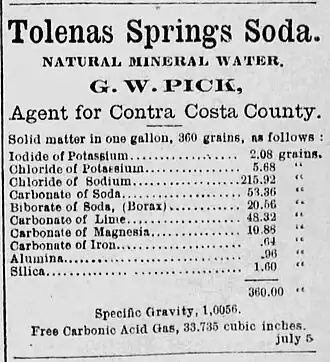 Tolenas Springs Soda.
NATURAL MINERAL WATER.
G. W. PICK,
Agent for Contra Costa County.
Solid matter in one gallon, 360 grains, as follows:
Iodide of Potassium................ 2.08 grains.
Chloride of Potassium.............. 5.68 "
Chloride of Sodium................215.92 "
Carbonate of Soda................. 53.36 "
Biborate of Soda, (Borax)......... 20.56 "
Carbonate of Lime................. 48.32 "
Carbonate of Magnesia............. 10.88 "
Carbonate of Iron................. .64 "
Alumina........................... .96 "
Silica............................ 1.60 "
360.00 "
Specific Gravity, 1,0056.
Free Carbonic Acid Gas, 33.735 cubic inches.
july 5